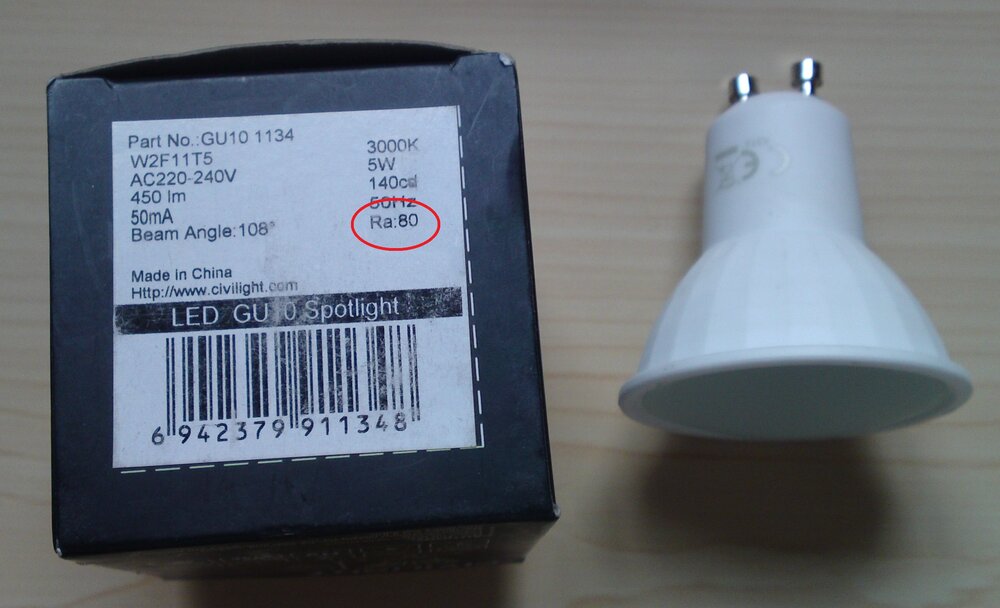 Part No.:GU10 1134
W2F11T5
AC220-240V
450 lm
50mA
Beam Angle:108°
3000K
5W
140cd
50Hz
Ra:80
Made in China
Http://www.civilight.com
LED GU10 Spotlight
6 942379 911348
CE